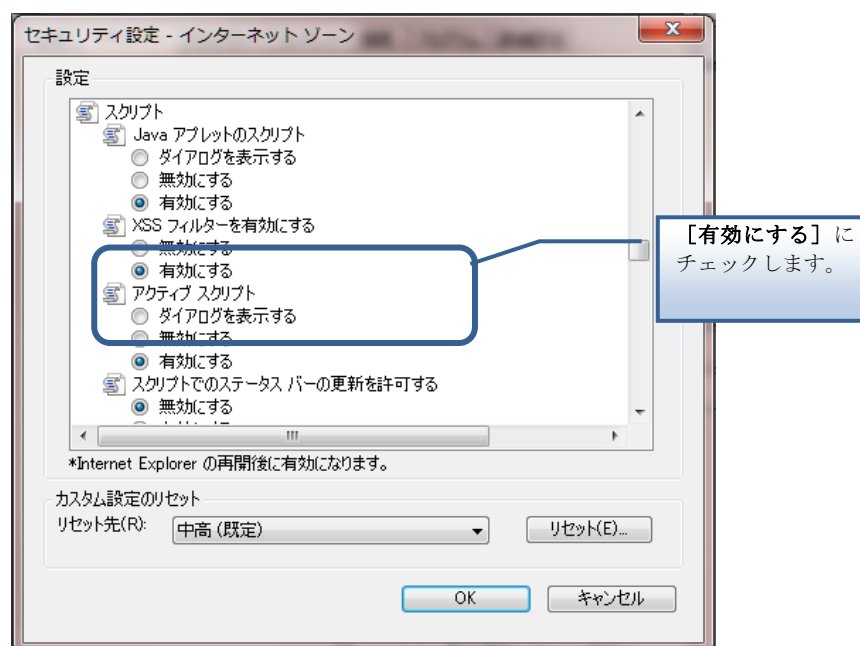 セキュリティ設定 - インターネット ゾーン
設定
スクリプト
Java アプレットのスクリプト
ダイアログを表示する
無効にする
有効にする
XSS フィルターを有効にする
無効にする
有効にする
アクティブ スクリプト
ダイアログを表示する
無効にする
有効にする
スクリプトでのステータス バーの更新を許可する
無効にする
*Internet Explorer の再開後に有効になります。
カスタム設定のリセット
リセット先(R):
中高 (既定)
リセット(E)...
OK
キャンセル
［有効にする］に
チェックします。